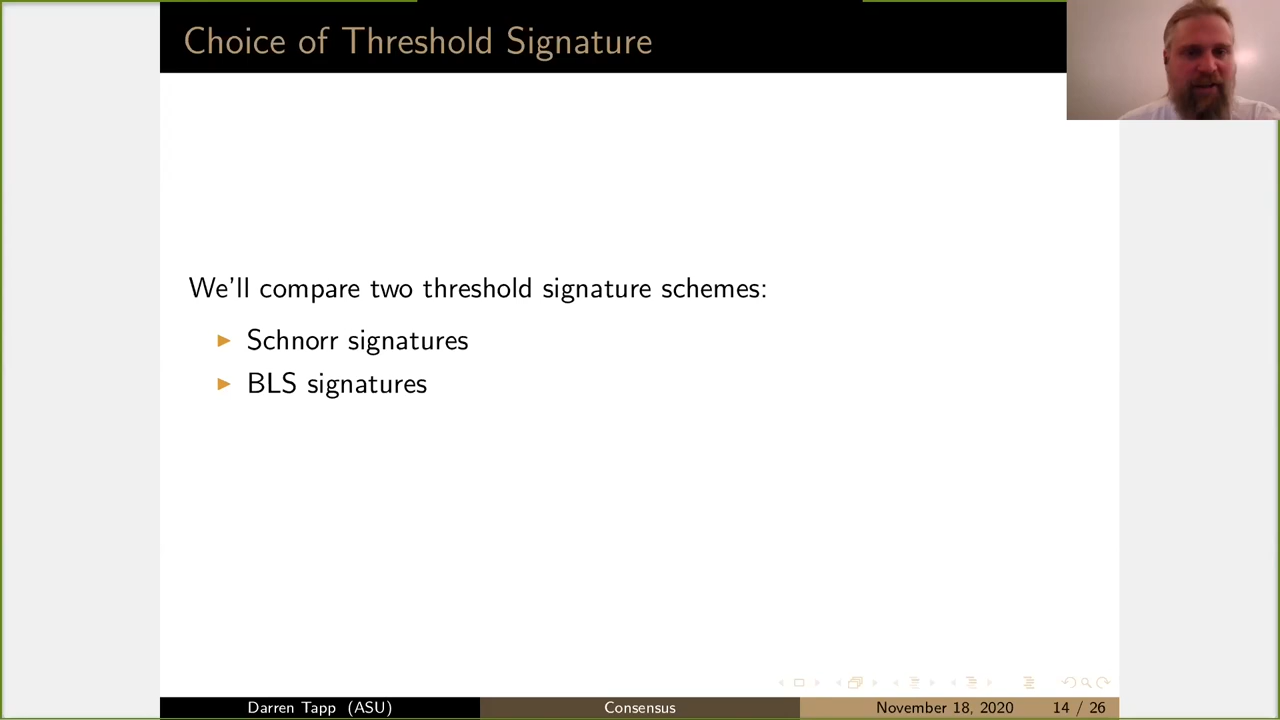 Choice of Threshold Signature
We'll compare two threshold signature schemes:
Schnorr signatures
BLS signatures
Darren Tapp (ASU) Consensus November 18, 2020 14 / 26